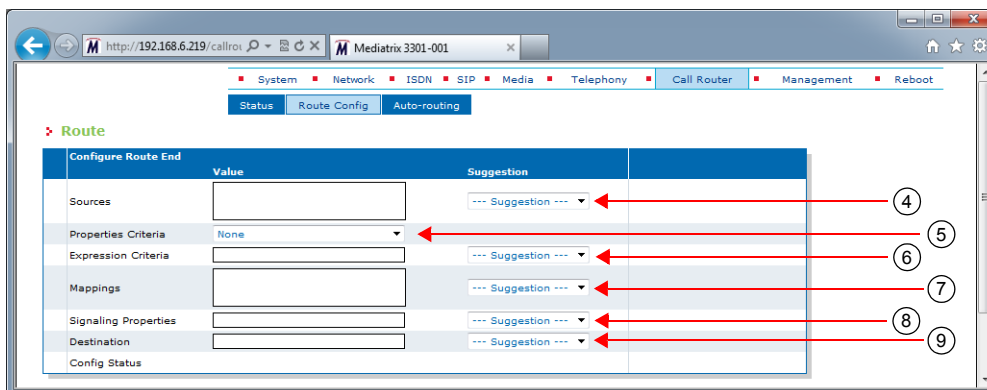 http://192.168.6.219/callrou
Mediatrix 3301-001
System Network ISDN SIP Media Telephony Call Router Management Reboot
Status Route Config Auto-routing
Route
Configure Route End
Value Suggestion
Sources --- Suggestion --- 4
Properties Criteria None 5
Expression Criteria --- Suggestion --- 6
Mappings --- Suggestion --- 7
Signaling Properties --- Suggestion --- 8
Destination --- Suggestion --- 9
Config Status